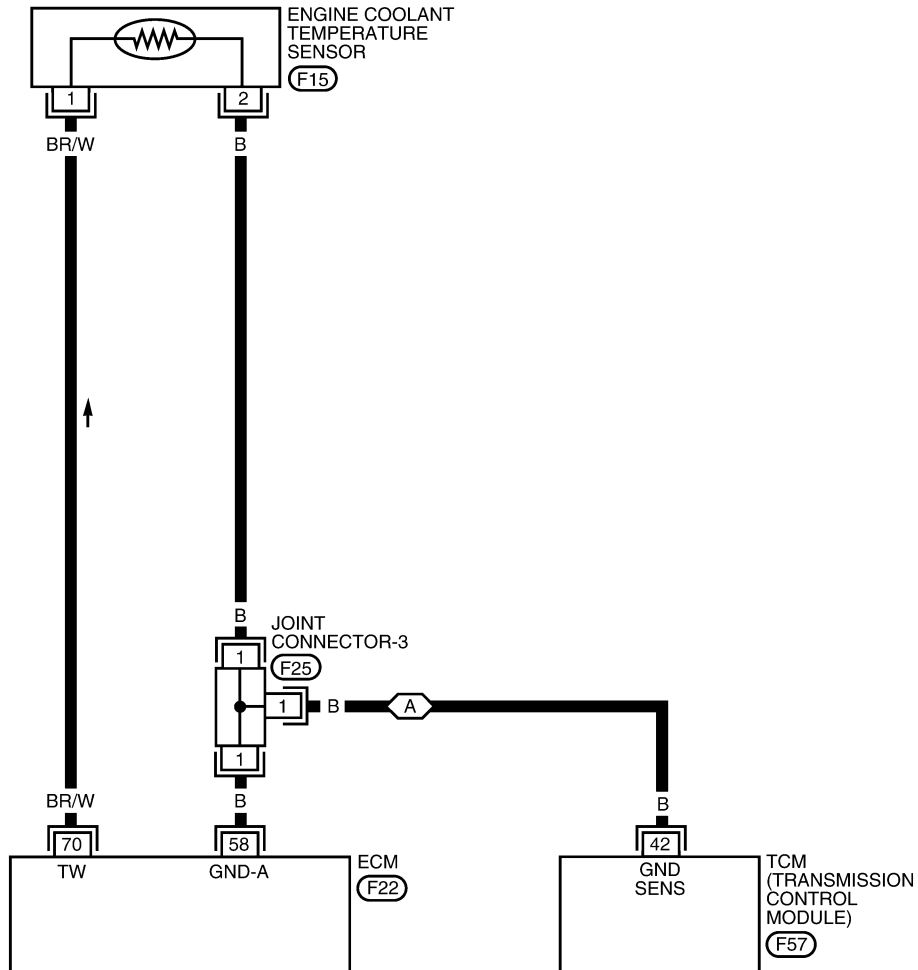 ENGINE COOLANT
TEMPERATURE
SENSOR
F15
1
2
BR/W
B
B
JOINT
CONNECTOR-3
F25
1
1
B
A
1
BR/W
B
B
70
58
42
TW
GND-A
ECM
F22
GND
SENS
TCM
(TRANSMISSION
CONTROL
MODULE)
F57